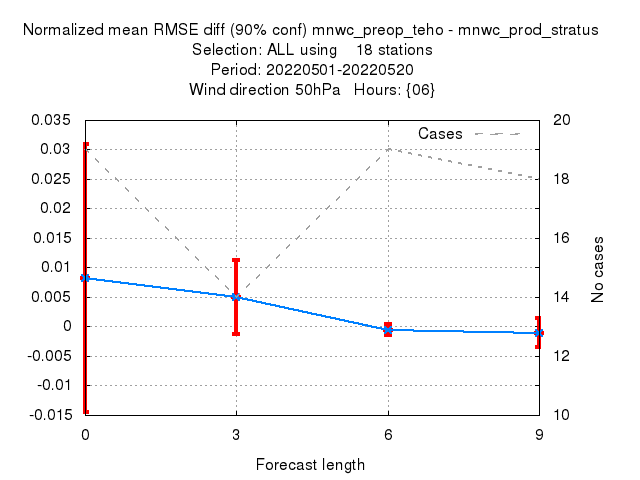 Normalized mean RMSE diff (90% conf) mnwc_preop_teho - mnwc_prod_stratus
Selection: ALL using 18 stations
Period: 20220501-20220520
Wind direction 50hPa Hours: {06}
Cases
0.035
0.03
0.025
0.02
0.015
0.01
0.005
0
-0.005
-0.01
-0.015
20
18
16
14
12
10
No cases
0 3 6 9
Forecast length